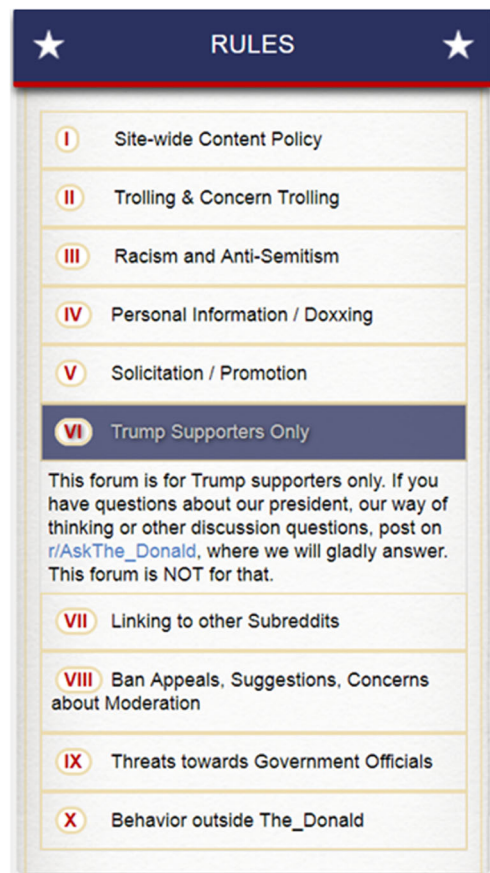 RULES
I Site-wide Content Policy
II Trolling & Concern Trolling
III Racism and Anti-Semitism
IV Personal Information / Doxxing
V Solicitation / Promotion
VI Trump Supporters Only
This forum is for Trump supporters only. If you
have questions about our president, our way of
thinking or other discussion questions, post on
r/AskThe_Donald, where we will gladly answer.
This forum is NOT for that.
VII Linking to other Subreddits
VIII Ban Appeals, Suggestions, Concerns
about Moderation
IX Threats towards Government Officials
X Behavior outside The_Donald